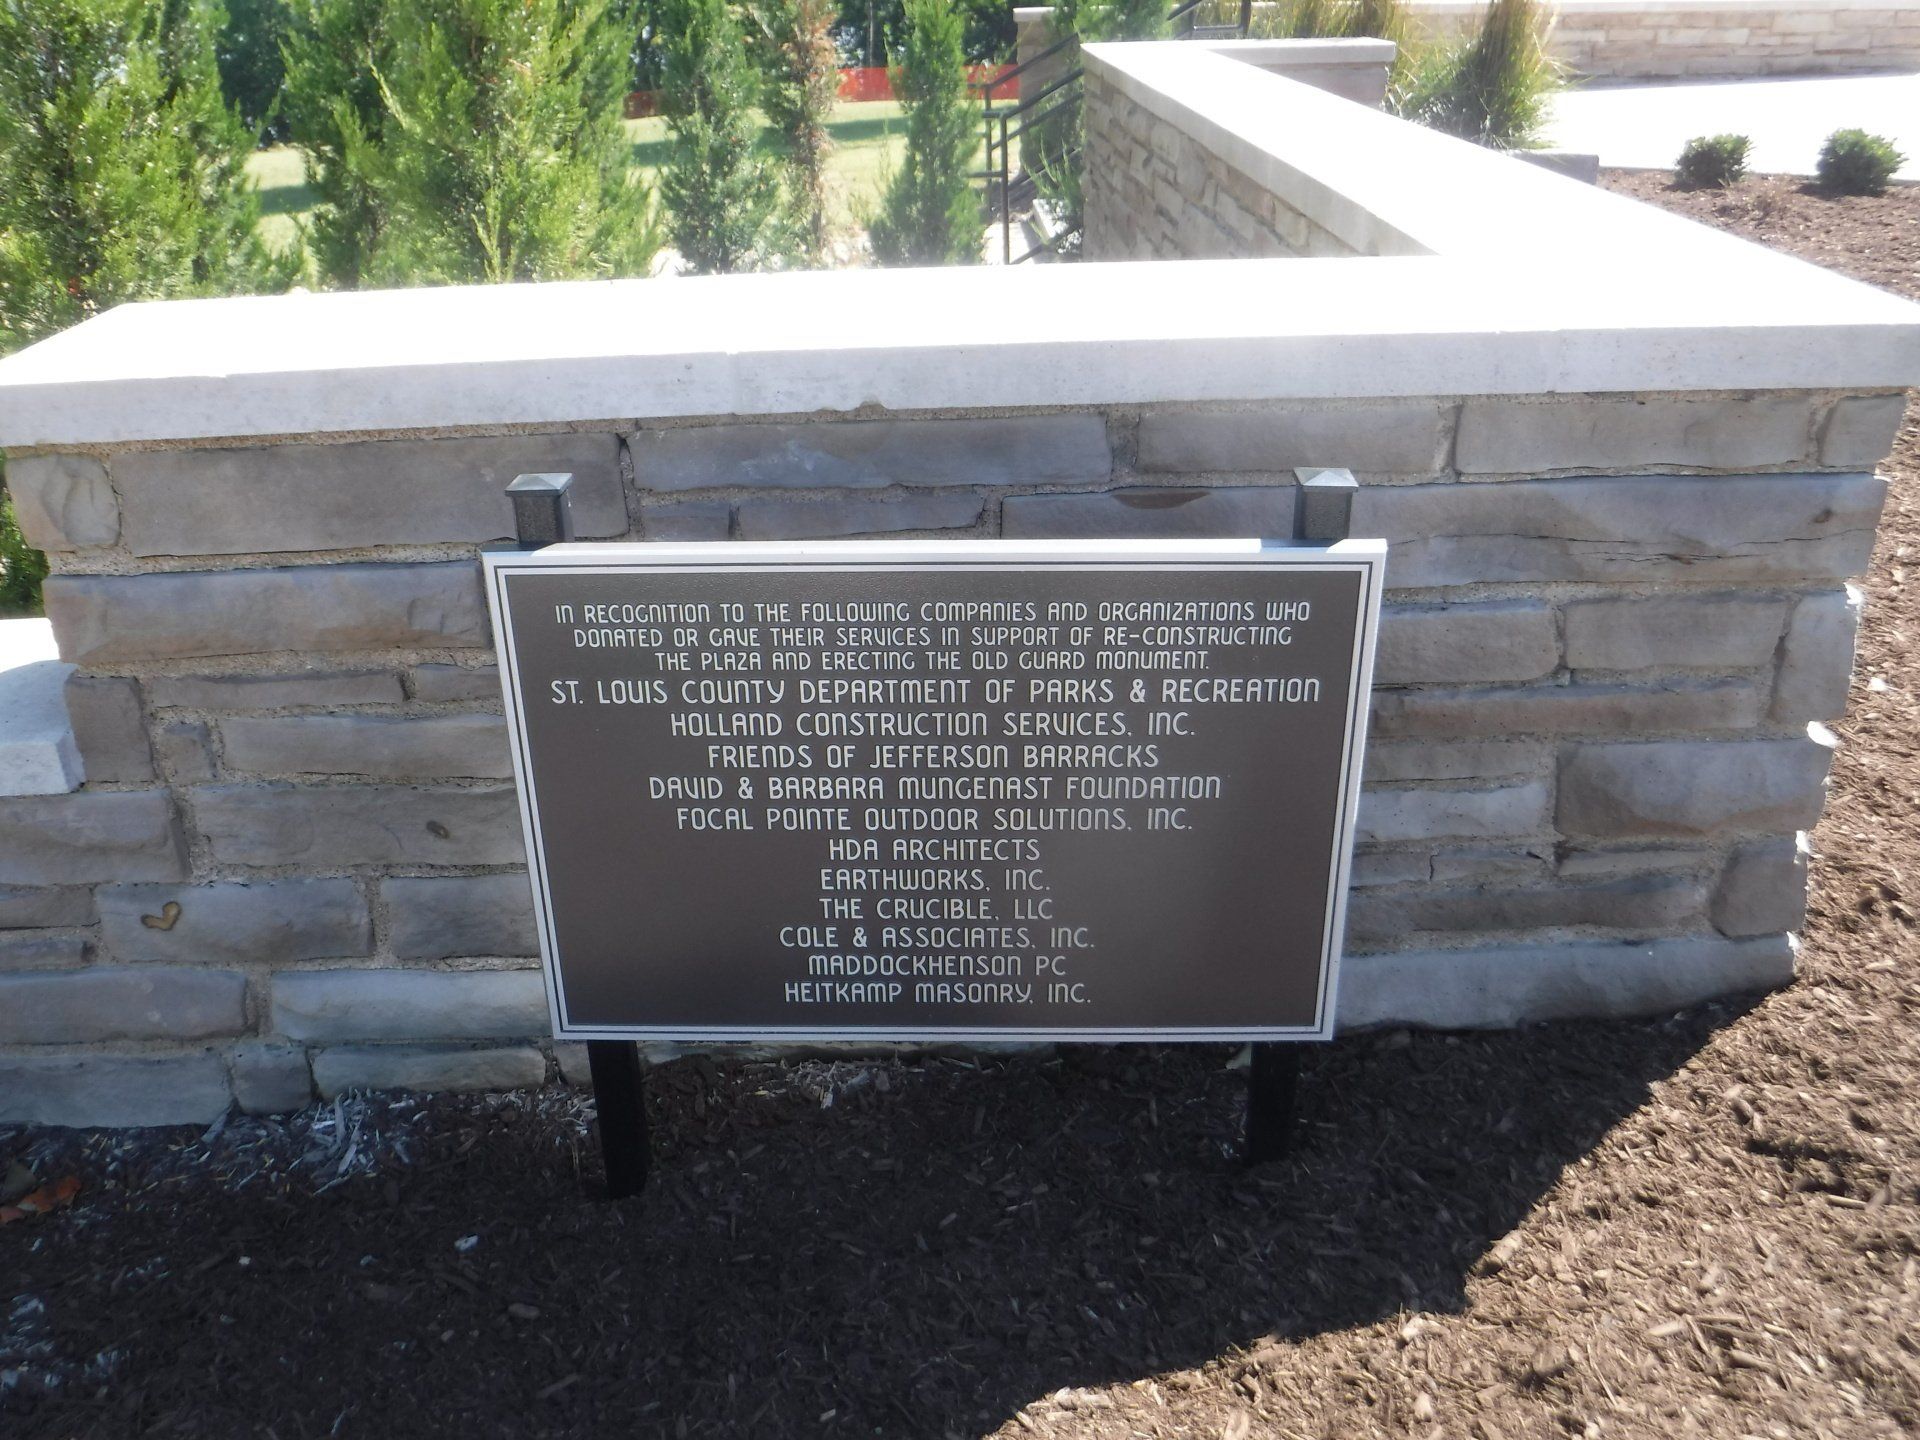 IN RECOGNITION TO THE FOLLOWING COMPANIES AND ORGANIZATIONS WHO
DONATED OR GAVE THEIR SERVICES IN SUPPORT OF RE-CONSTRUCTING
THE PLAZA AND ERECTING THE OLD GUARD MONUMENT.
ST. LOUIS COUNTY DEPARTMENT OF PARKS & RECREATION
HOLLAND CONSTRUCTION SERVICES, INC.
FRIENDS OF JEFFERSON BARRACKS
DAVID & BARBARA MUNGENAST FOUNDATION
FOCAL POINTE OUTDOOR SOLUTIONS, INC.
HDA ARCHITECTS
EARTHWORKS, INC.
THE CRUCIBLE, LLC
COLE & ASSOCIATES, INC.
MADDOCKHENSON PC
HEITKAMP MASONRY, INC.